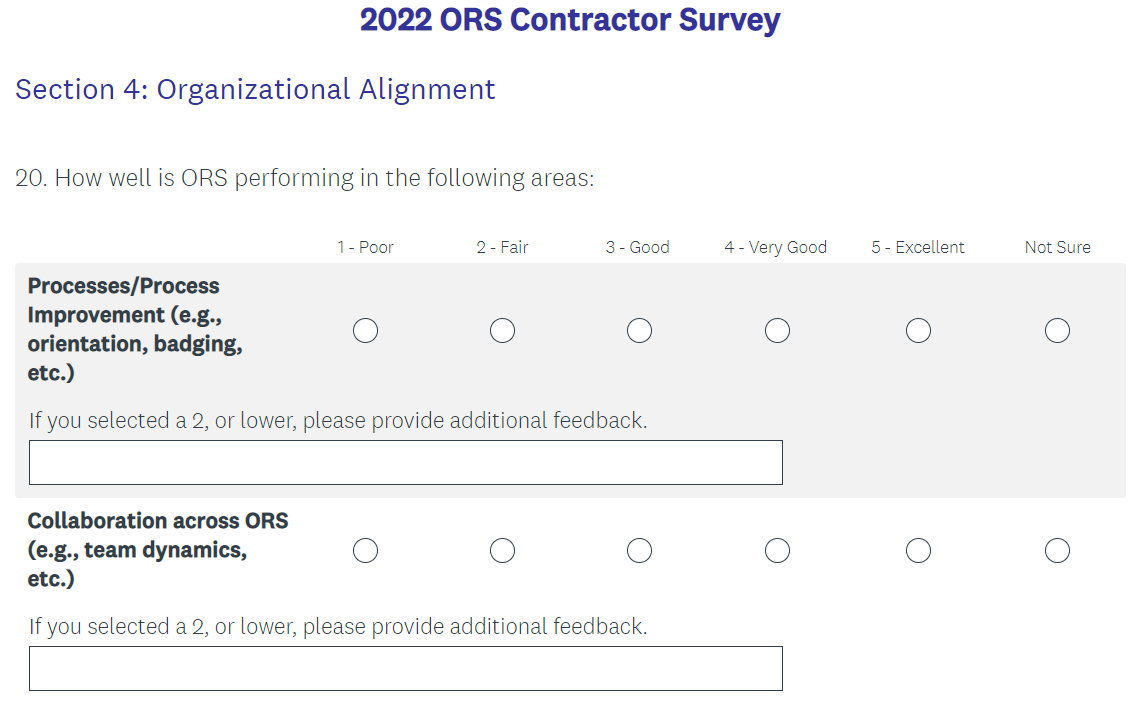 2022 ORS Contractor Survey
Section 4: Organizational Alignment
20. How well is ORS performing in the following areas:
1 - Poor 2 - Fair 3 - Good 4 - Very Good 5 - Excellent Not Sure
Processes/Process
Improvement (e.g.,
orientation, badging,
etc.)
If you selected a 2, or lower, please provide additional feedback.
Collaboration across ORS
(e.g., team dynamics,
etc.)
If you selected a 2, or lower, please provide additional feedback.